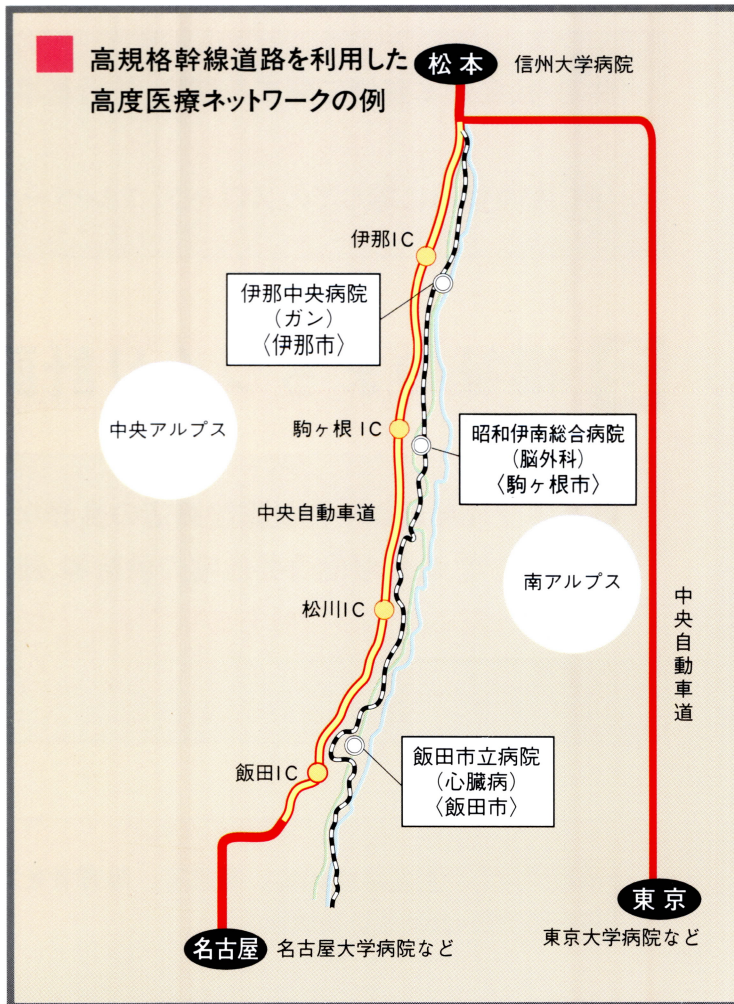 高規格幹線道路を利用した
高度医療ネットワークの例
松本
信州大学病院
伊那IC
伊那中央病院
（ガン）
〈伊那市〉
中央アルプス
駒ヶ根IC
昭和伊南総合病院
（脳外科）
〈駒ヶ根市〉
中央自動車道
南アルプス
松川IC
中央自動車道
飯田市立病院
（心臓病）
〈飯田市〉
飯田IC
東京
東京大学病院など
名古屋
名古屋大学病院など